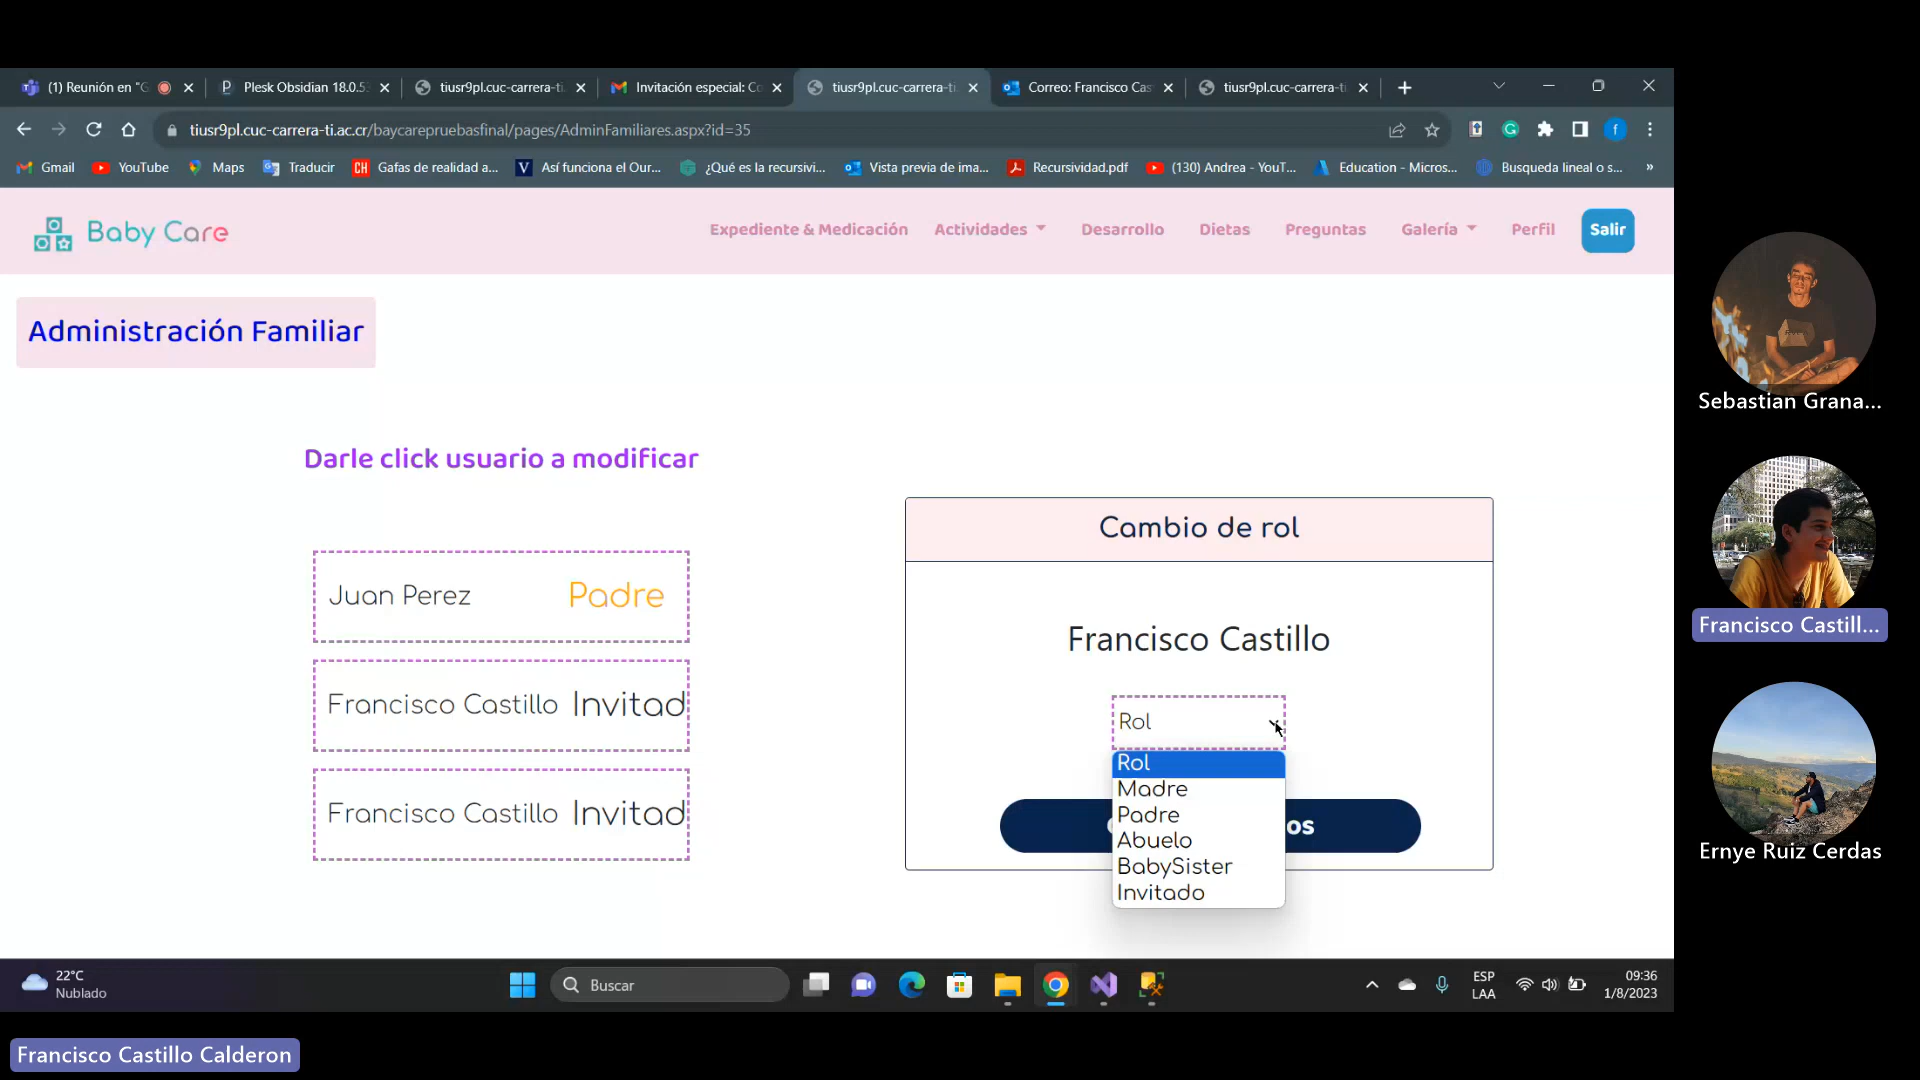 (1) Reunión en "G
Plesk Obsidian 18.0.5
tiusr9pl.cuc-carrera-ti.
Invitación especial: Co
tiusr9pl.cuc-carrera-ti.
Correo: Francisco Cas
tiusr9pl.cuc-carrera-ti
tiusr9pl.cuc-carrera-ti.ac.cr/baycarepruebasfinal/pages/AdminFamiliares.aspx?id=35
Gmail
YouTube
Maps
Traducir
CH Gafas de realidad a...
V Así funciona el Our...
¿Qué es la recursivi...
Vista previa de ima...
Recursividad.pdf
(130) Andrea - YouT...
Education - Micros...
Busqueda lineal o s...
»
Baby Care
Expediente & Medicación
Actividades
Desarrollo
Dietas
Preguntas
Galería
Perfil
Salir
Administración Familiar
Darle click usuario a modificar
Juan Perez Padre
Francisco Castillo Invitad
Francisco Castillo Invitad
Cambio de rol
Francisco Castillo
Rol
Rol
Madre
Padre
Abuelo
BabySister
Invitado
os
Sebastian Grana...
Francisco Castill...
Ernye Ruiz Cerdas
22°C
Nublado
Buscar
ESP
LAA
09:36
1/8/2023
Francisco Castillo Calderon